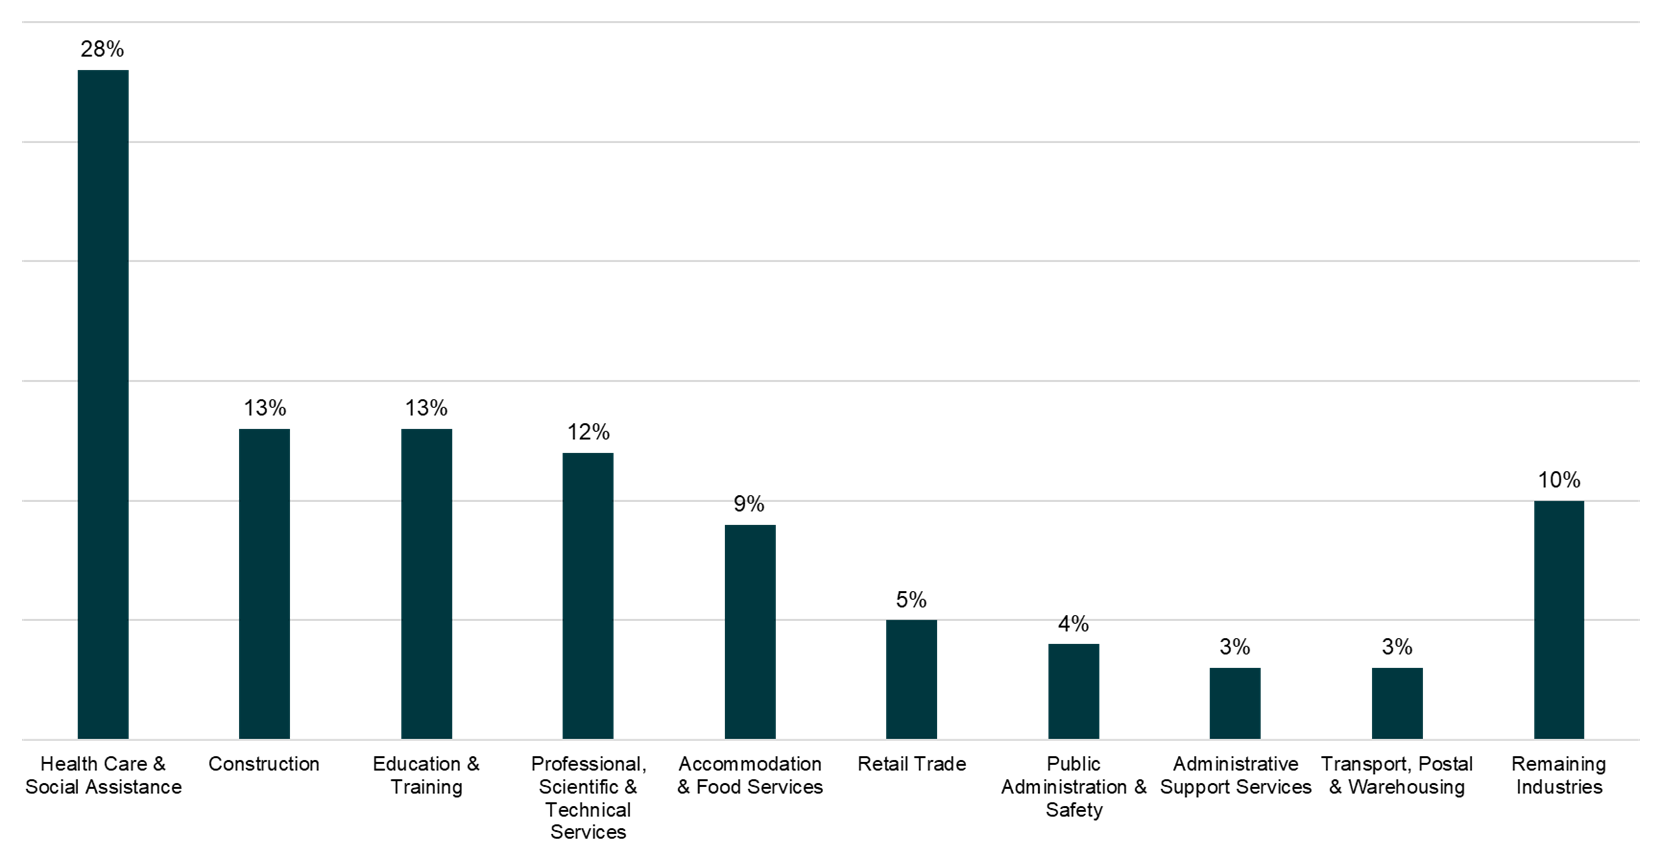 28%
13%
13%
12%
9%
5%
4%
3%
3%
10%
Health Care &
Social Assistance
Construction
Education &
Training
Professional,
Scientific &
Technical
Services
Accommodation
& Food Services
Retail Trade
Public
Administration &
Safety
Administrative
Support Services
Transport, Postal
& Warehousing
Remaining
Industries